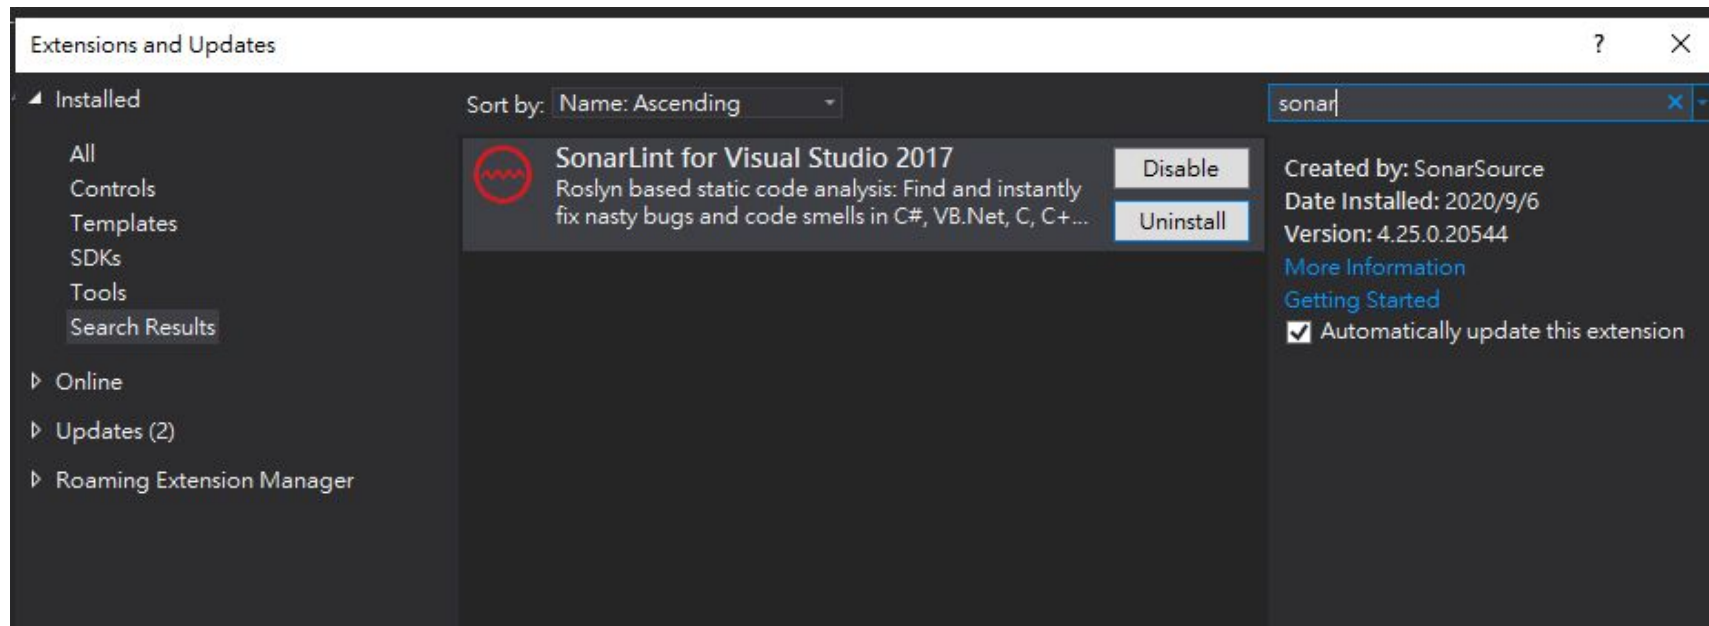 Extensions and Updates
?
Installed
All
Controls
Templates
SDKs
Tools
Search Results
Online
Updates (2)
Roaming Extension Manager
Sort by: Name: Ascending
SonarLint for Visual Studio 2017
Roslyn based static code analysis: Find and instantly
fix nasty bugs and code smells in C#, VB.Net, C, C+...
Disable
Uninstall
sonar
Created by: SonarSource
Date Installed: 2020/9/6
Version: 4.25.0.20544
More Information
Getting Started
Automatically update this extension